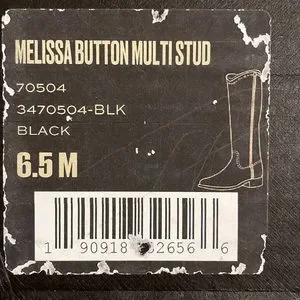 MELISSA BUTTON MULTI STUD
70504
3470504-BLK
BLACK
6.5 M
1 90918 2656 6